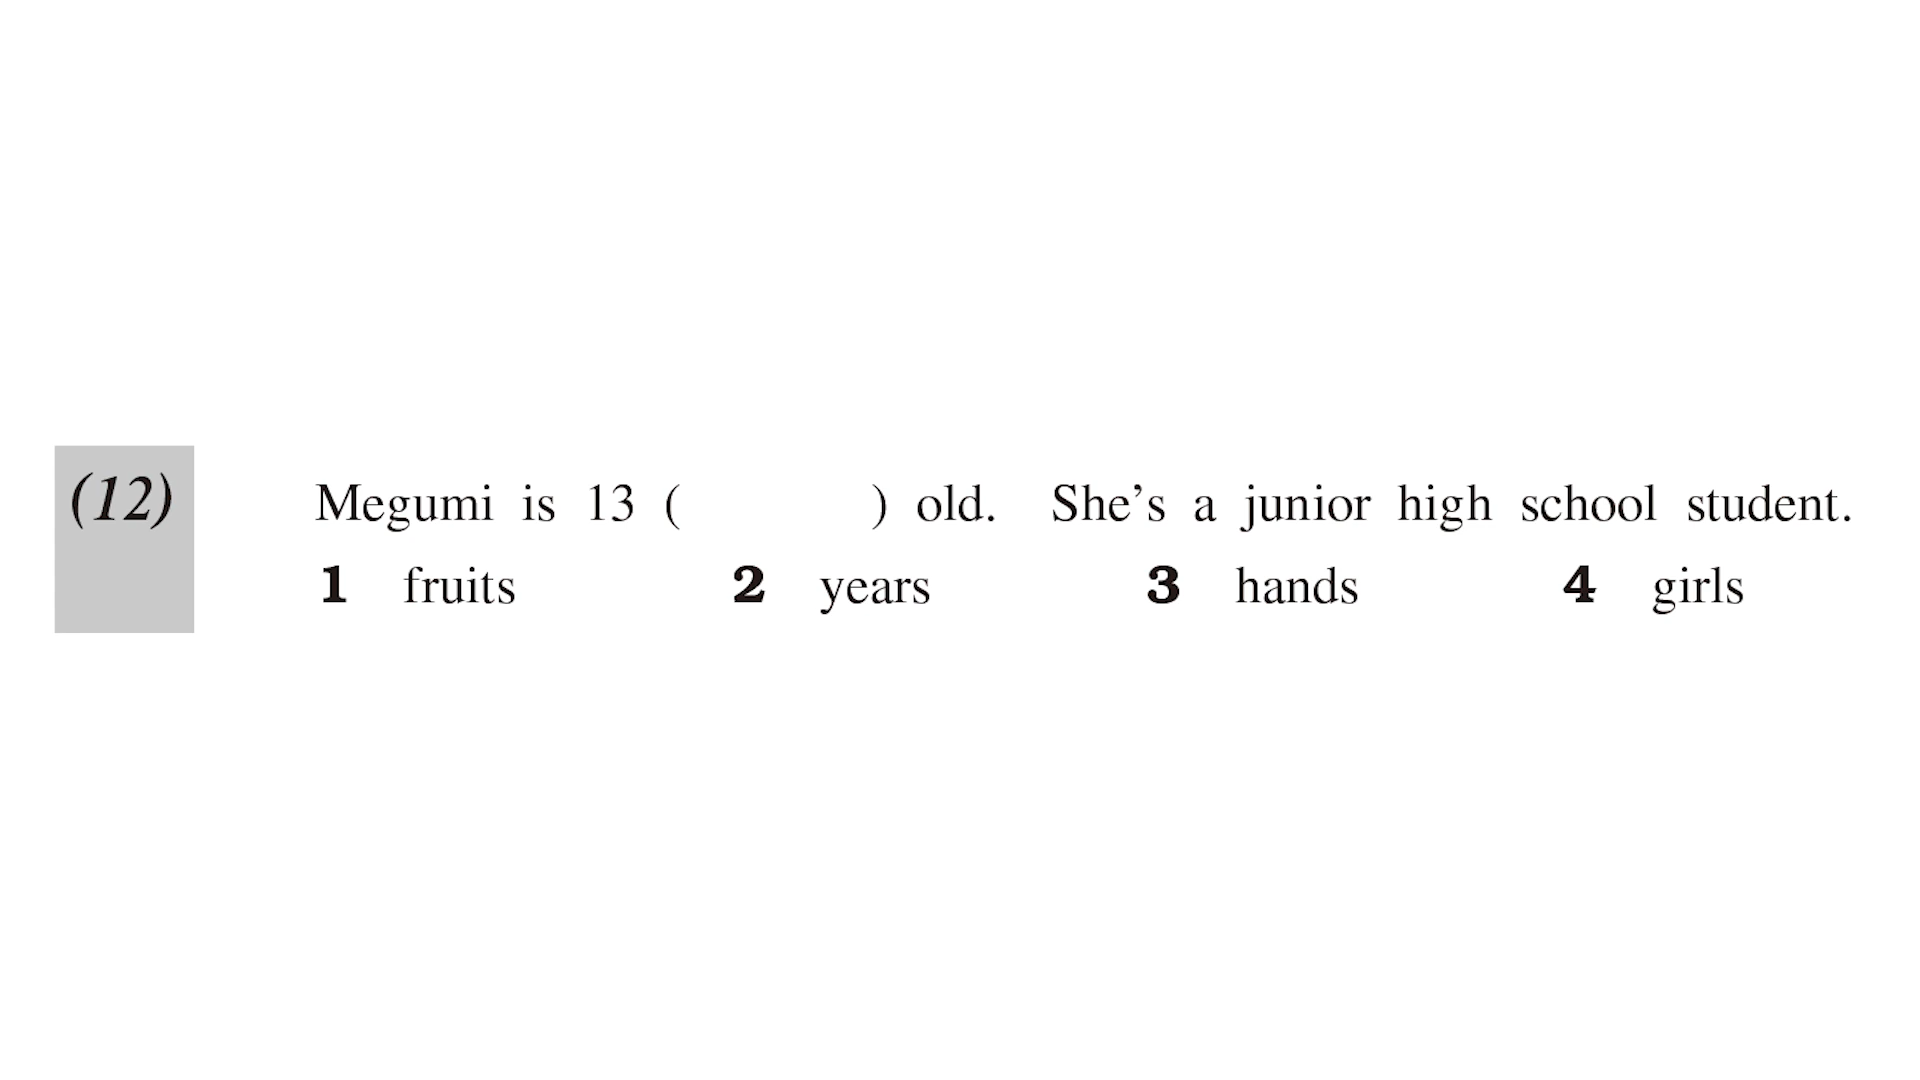 (12) Megumi is 13 (          ) old. She's a junior high school student.
1 fruits 2 years 3 hands 4 girls